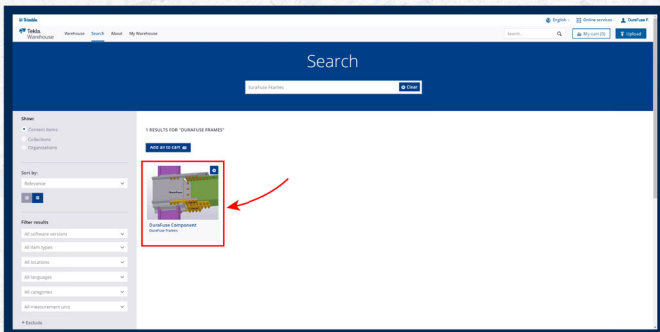 Trimble
English
Online services
DuraFuse F.
Tekla.
Warehouse
Warehouse
Search
About
My Warehouse
Search...
My cart (0)
Upload
Search
DuraFuse Frames
Clear
Show:
Content items
Collections
Organizations
1 RESULTS FOR "DURAFUSE FRAMES"
Add all to cart
Sort by:
Relevance
DuraFuse Component
DuraFuse Frames
Filter results
All software versions
All item types
All locations
All languages
All categories
All measurement units
Exclude